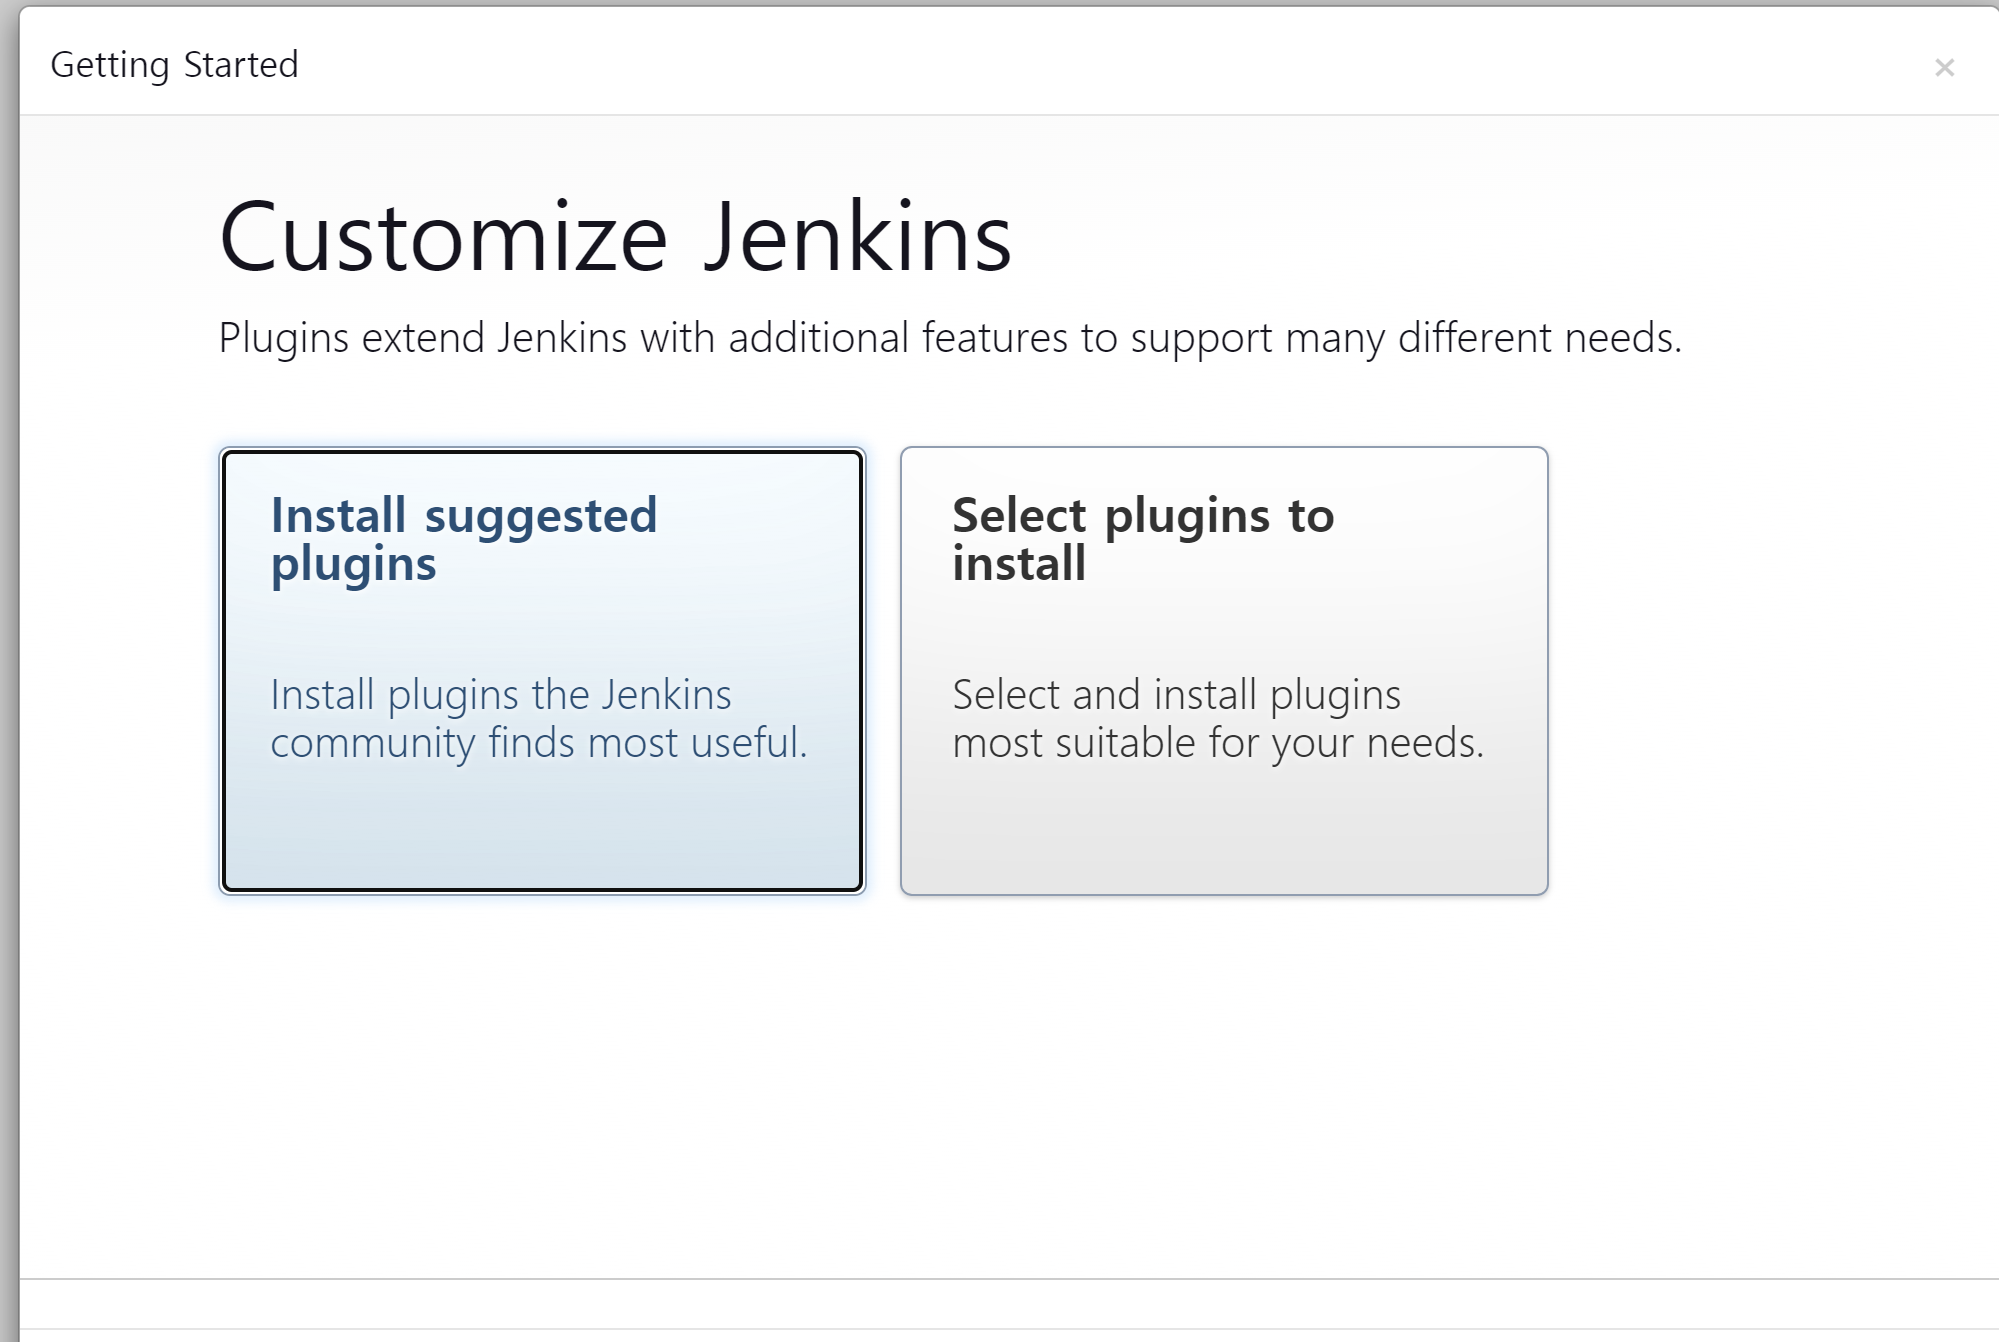 Getting Started
×
Customize Jenkins
Plugins extend Jenkins with additional features to support many different needs.
Install suggested
plugins
Install plugins the Jenkins
community finds most useful.
Select plugins to
install
Select and install plugins
most suitable for your needs.